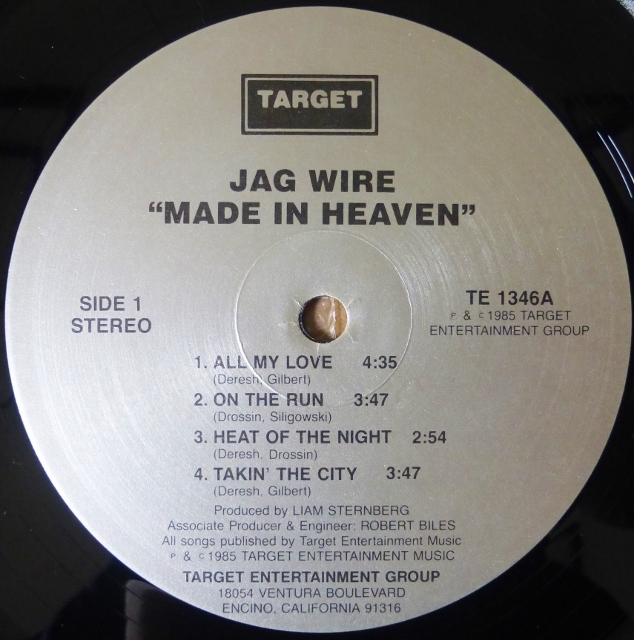 TARGET
JAG WIRE
“MADE IN HEAVEN”
SIDE 1
STEREO
TE 1346A
℗ & © 1985 TARGET
ENTERTAINMENT GROUP
1. ALL MY LOVE 4:35
(Deresh, Gilbert)
2. ON THE RUN 3:47
(Drossin, Siligowski)
3. HEAT OF THE NIGHT 2:54
(Deresh, Drossin)
4. TAKIN' THE CITY 3:47
(Deresh, Gilbert)
Produced by LIAM STERNBERG
Associate Producer & Engineer: ROBERT BILES
All songs published by Target Entertainment Music
℗ & © 1985 TARGET ENTERTAINMENT MUSIC
TARGET ENTERTAINMENT GROUP
18054 VENTURA BOULEVARD
ENCINO, CALIFORNIA 91316